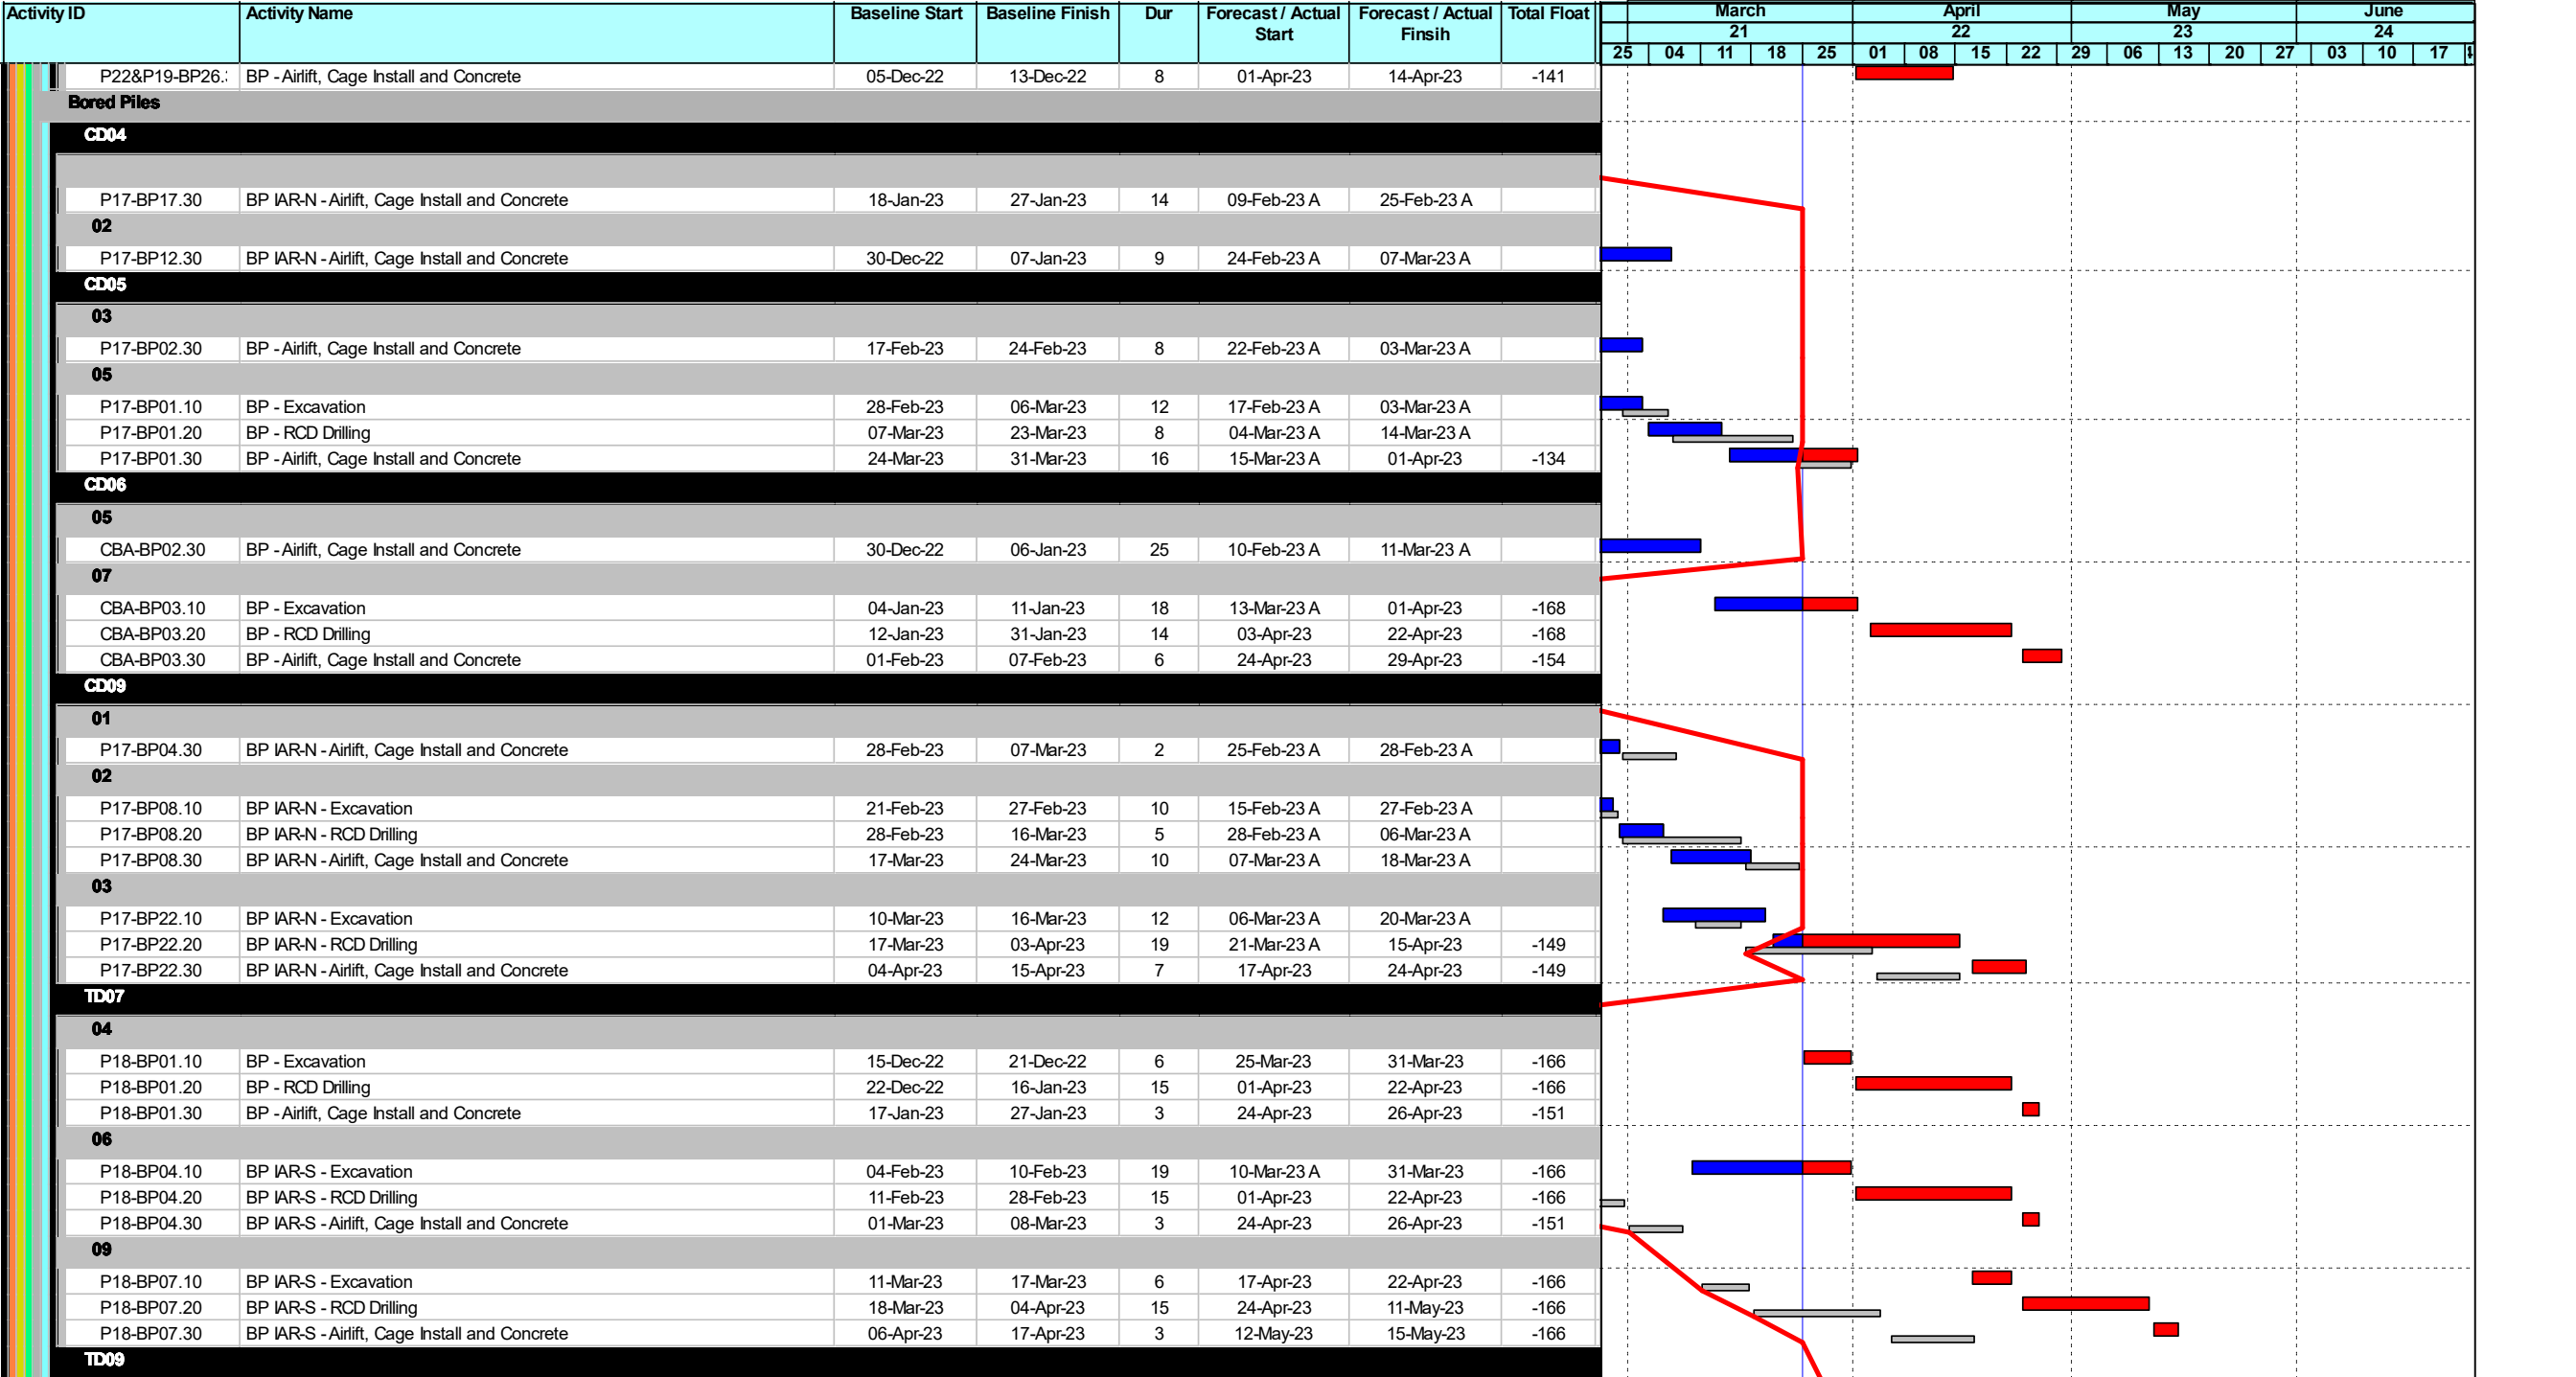 Activity ID Activity Name Baseline Start Baseline Finish Dur Forecast / Actual Start Forecast / Actual Finsih Total Float March April May June
21 22 23 24
25 04 11 18 25 01 08 15 22 29 06 13 20 27 03 10 17
P22&P19-BP26. BP - Airlift, Cage Install and Concrete 05-Dec-22 13-Dec-22 8 01-Apr-23 14-Apr-23 -141
Bored Piles
CD04
P17-BP17.30 BP IAR-N - Airlift, Cage Install and Concrete 18-Jan-23 27-Jan-23 14 09-Feb-23 A 25-Feb-23 A
02
P17-BP12.30 BP IAR-N - Airlift, Cage Install and Concrete 30-Dec-22 07-Jan-23 9 24-Feb-23 A 07-Mar-23 A
CD05
03
P17-BP02.30 BP - Airlift, Cage Install and Concrete 17-Feb-23 24-Feb-23 8 22-Feb-23 A 03-Mar-23 A
05
P17-BP01.10 BP - Excavation 28-Feb-23 06-Mar-23 12 17-Feb-23 A 03-Mar-23 A
P17-BP01.20 BP - RCD Drilling 07-Mar-23 23-Mar-23 8 04-Mar-23 A 14-Mar-23 A
P17-BP01.30 BP - Airlift, Cage Install and Concrete 24-Mar-23 31-Mar-23 16 15-Mar-23 A 01-Apr-23 -134
CD06
05
CBA-BP02.30 BP - Airlift, Cage Install and Concrete 30-Dec-22 06-Jan-23 25 10-Feb-23 A 11-Mar-23 A
07
CBA-BP03.10 BP - Excavation 04-Jan-23 11-Jan-23 18 13-Mar-23 A 01-Apr-23 -168
CBA-BP03.20 BP - RCD Drilling 12-Jan-23 31-Jan-23 14 03-Apr-23 22-Apr-23 -168
CBA-BP03.30 BP - Airlift, Cage Install and Concrete 01-Feb-23 07-Feb-23 6 24-Apr-23 29-Apr-23 -154
CD09
01
P17-BP04.30 BP IAR-N - Airlift, Cage Install and Concrete 28-Feb-23 07-Mar-23 2 25-Feb-23 A 28-Feb-23 A
02
P17-BP08.10 BP IAR-N - Excavation 21-Feb-23 27-Feb-23 10 15-Feb-23 A 27-Feb-23 A
P17-BP08.20 BP IAR-N - RCD Drilling 28-Feb-23 16-Mar-23 5 28-Feb-23 A 06-Mar-23 A
P17-BP08.30 BP IAR-N - Airlift, Cage Install and Concrete 17-Mar-23 24-Mar-23 10 07-Mar-23 A 18-Mar-23 A
03
P17-BP22.10 BP IAR-N - Excavation 10-Mar-23 16-Mar-23 12 06-Mar-23 A 20-Mar-23 A
P17-BP22.20 BP IAR-N - RCD Drilling 17-Mar-23 03-Apr-23 19 21-Mar-23 A 15-Apr-23 -149
P17-BP22.30 BP IAR-N - Airlift, Cage Install and Concrete 04-Apr-23 15-Apr-23 7 17-Apr-23 24-Apr-23 -149
TD07
04
P18-BP01.10 BP - Excavation 15-Dec-22 21-Dec-22 6 25-Mar-23 31-Mar-23 -166
P18-BP01.20 BP - RCD Drilling 22-Dec-22 16-Jan-23 15 01-Apr-23 22-Apr-23 -166
P18-BP01.30 BP - Airlift, Cage Install and Concrete 17-Jan-23 27-Jan-23 3 24-Apr-23 26-Apr-23 -151
06
P18-BP04.10 BP IAR-S - Excavation 04-Feb-23 10-Feb-23 19 10-Mar-23 A 31-Mar-23 -166
P18-BP04.20 BP IAR-S - RCD Drilling 11-Feb-23 28-Feb-23 15 01-Apr-23 22-Apr-23 -166
P18-BP04.30 BP IAR-S - Airlift, Cage Install and Concrete 01-Mar-23 08-Mar-23 3 24-Apr-23 26-Apr-23 -151
09
P18-BP07.10 BP IAR-S - Excavation 11-Mar-23 17-Mar-23 6 17-Apr-23 22-Apr-23 -166
P18-BP07.20 BP IAR-S - RCD Drilling 18-Mar-23 04-Apr-23 15 24-Apr-23 11-May-23 -166
P18-BP07.30 BP IAR-S - Airlift, Cage Install and Concrete 06-Apr-23 17-Apr-23 3 12-May-23 15-May-23 -166
TD09